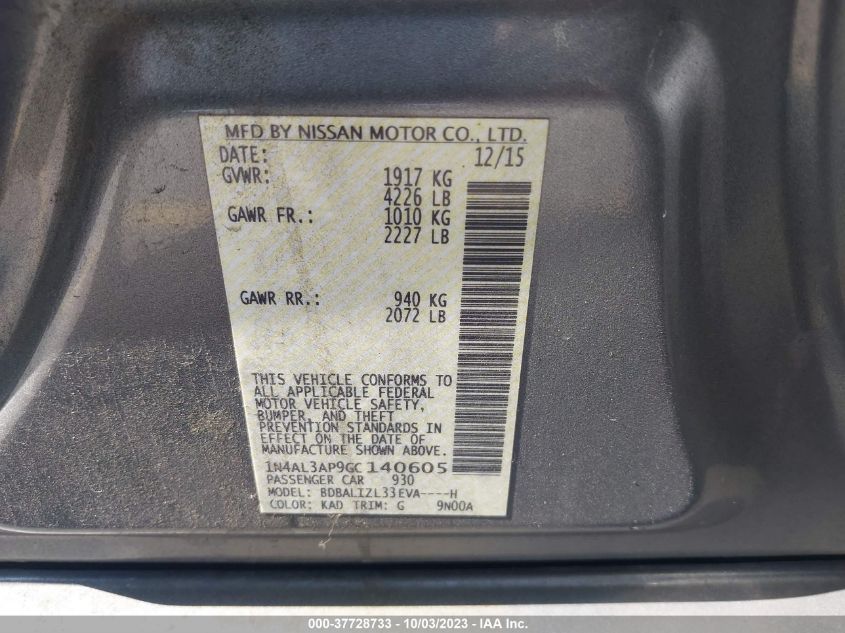 MFD BY NISSAN MOTOR CO., LTD.
DATE: 12/15
GVWR: 1917 KG
4226 LB
GAWR FR.: 1010 KG
2227 LB
GAWR RR.: 940 KG
2072 LB
THIS VEHICLE CONFORMS TO
ALL APPLICABLE FEDERAL
MOTOR VEHICLE SAFETY,
BUMPER, AND THEFT
PREVENTION STANDARDS IN
EFFECT ON THE DATE OF
MANUFACTURE SHOWN ABOVE.
1N4AL3AP9GC140605
PASSENGER CAR 930
MODEL: BDBALIZL33EVA----H
COLOR: KAD TRIM: G 9N00A
000-37728733 - 10/03/2023 - Copyright © 2023 IAA, Inc.